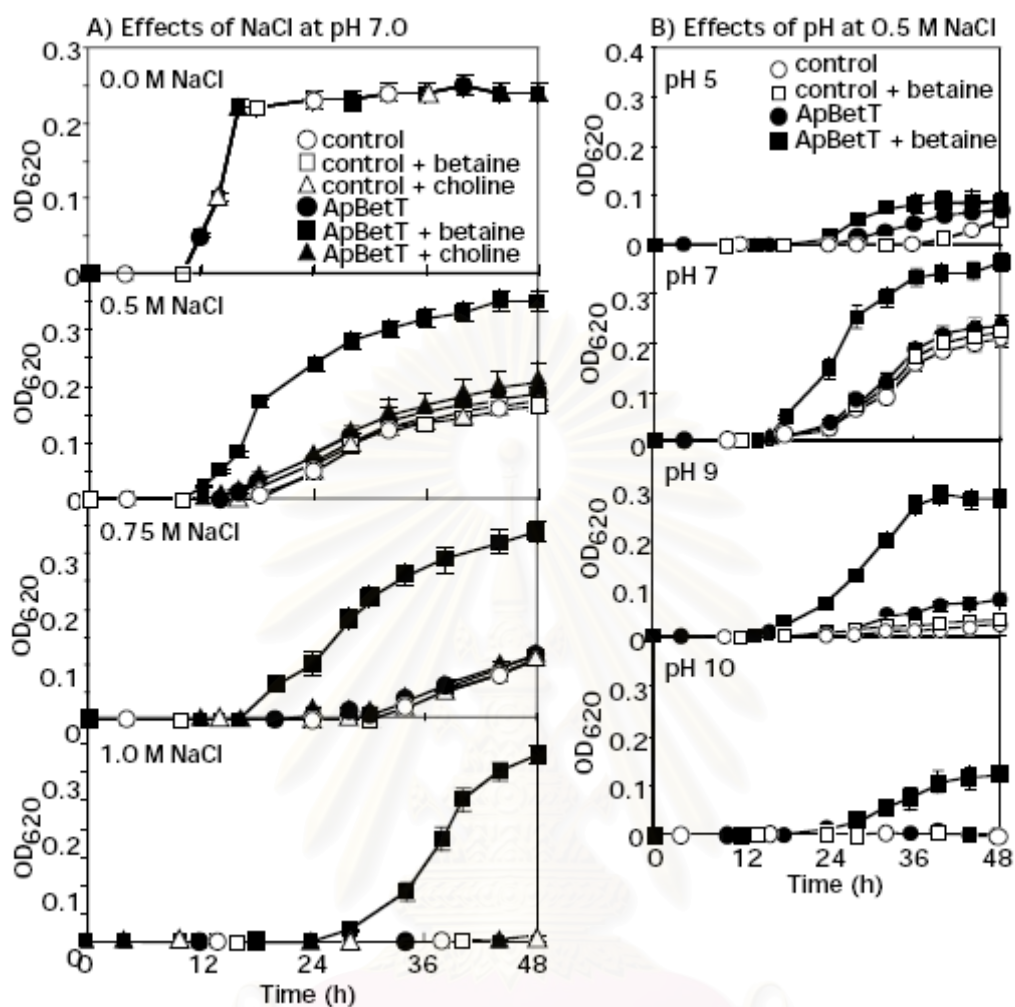 A) Effects of NaCl at pH 7.0
0.3
0.0 M NaCl
0.2
OD620
0.1
0
control
control + betaine
control + choline
ApBetT
ApBetT + betaine
ApBetT + choline
0.5 M NaCl
0.3
OD620
0.2
0.1
0
0.75 M NaCl
0.3
OD620
0.2
0.1
0
1.0 M NaCl
0.3
OD620
0.2
0.1
0
0 12 24 36 48
Time (h)
B) Effects of pH at 0.5 M NaCl
0.4
pH 5
control
control + betaine
ApBetT
ApBetT + betaine
0.3
OD620
0.2
0.1
0
pH 7
0.3
OD620
0.2
0.1
0
pH 9
0.3
OD620
0.2
0.1
0
pH 10
0.3
OD620
0.2
0.1
0
0 12 24 36 48
Time (h)